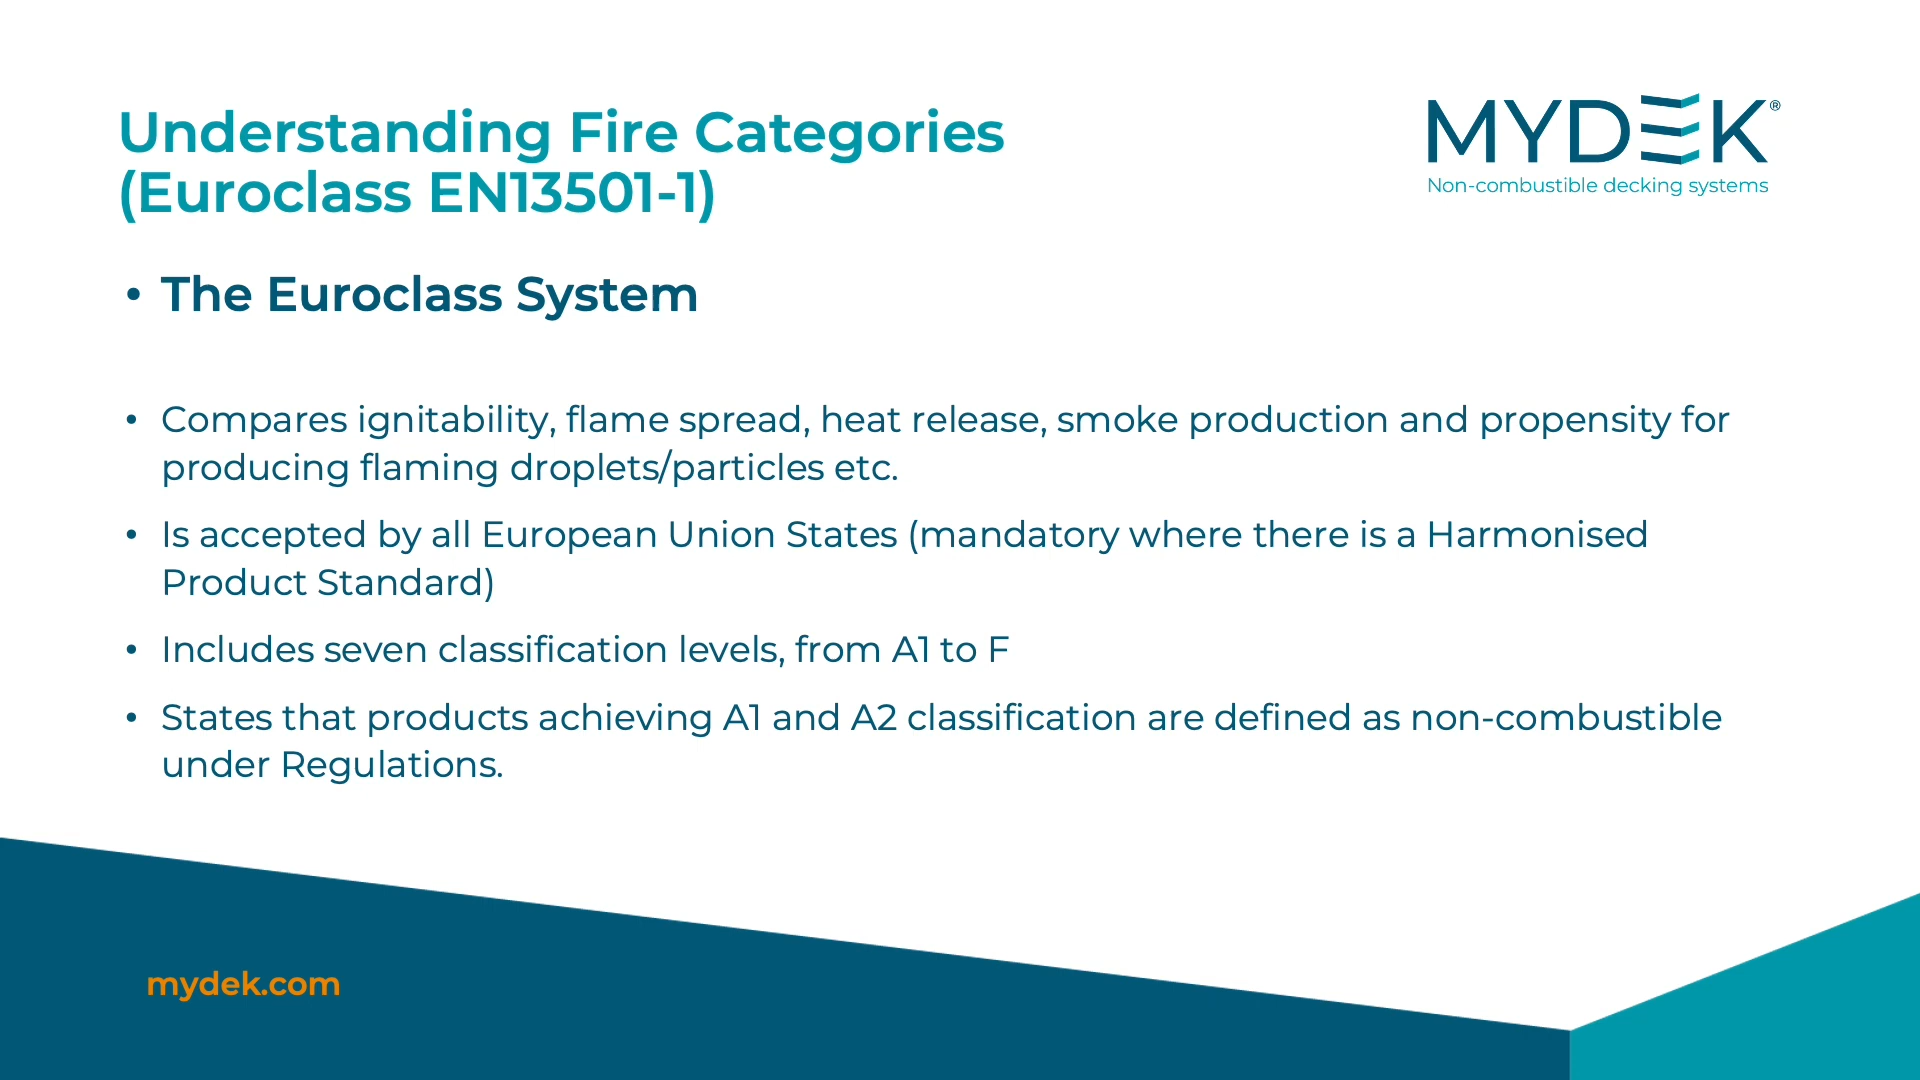 Understanding Fire Categories
(Euroclass EN13501-1)
MYDEK®
Non-combustible decking systems
• The Euroclass System
• Compares ignitability, flame spread, heat release, smoke production and propensity for
producing flaming droplets/particles etc.
• Is accepted by all European Union States (mandatory where there is a Harmonised
Product Standard)
• Includes seven classification levels, from A1 to F
• States that products achieving A1 and A2 classification are defined as non-combustible
under Regulations.
mydek.com